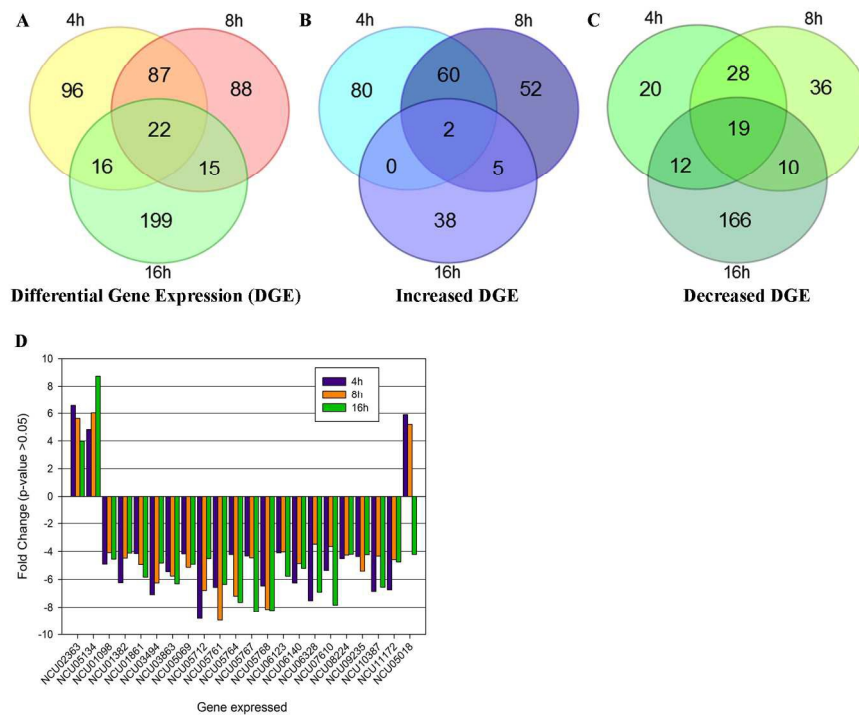 A
4h
8h
96
87
88
22
16
15
199
16h
Differential Gene Expression (DGE)
B
4h
8h
80
60
52
2
0
5
38
16h
Increased DGE
C
4h
8h
20
28
36
19
12
10
166
16h
Decreased DGE
D
Fold Change (p-value >0.05)
10
8
6
4
2
0
-2
-4
-6
-8
-10
4h
8h
16h
NCU02363
NCU05134
NCU01098
NCU01382
NCU01861
NCU03494
NCU03863
NCU05069
NCU05712
NCU05761
NCU05764
NCU05767
NCU05768
NCU06123
NCU06140
NCU06328
NCU07610
NCU08224
NCU09235
NCU10387
NCU11172
NCU05018
Gene expressed